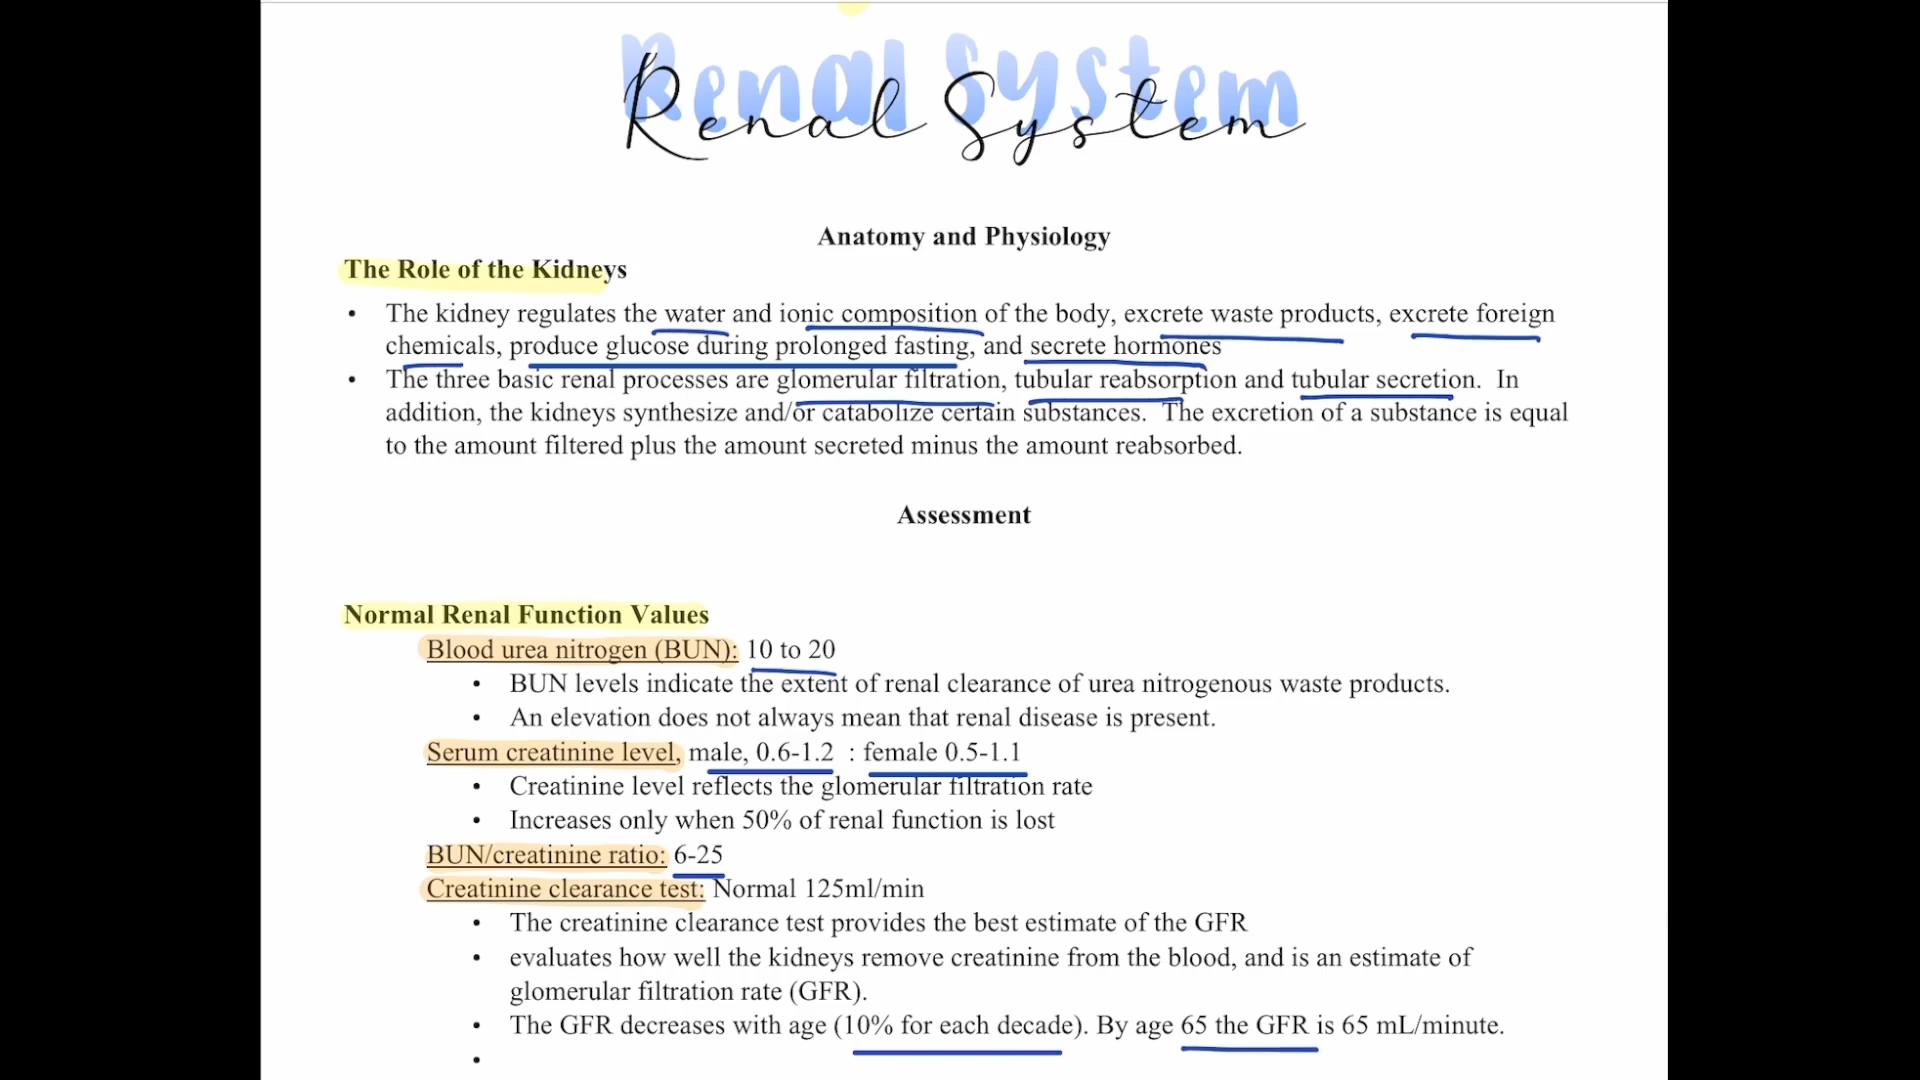 Renal System
Renal System
Anatomy and Physiology
The Role of the Kidneys
• The kidney regulates the water and ionic composition of the body, excrete waste products, excrete foreign
chemicals, produce glucose during prolonged fasting, and secrete hormones
• The three basic renal processes are glomerular filtration, tubular reabsorption and tubular secretion. In
addition, the kidneys synthesize and/or catabolize certain substances. The excretion of a substance is equal
to the amount filtered plus the amount secreted minus the amount reabsorbed.
Assessment
Normal Renal Function Values
Blood urea nitrogen (BUN): 10 to 20
• BUN levels indicate the extent of renal clearance of urea nitrogenous waste products.
• An elevation does not always mean that renal disease is present.
Serum creatinine level, male, 0.6-1.2 : female 0.5-1.1
• Creatinine level reflects the glomerular filtration rate
• Increases only when 50% of renal function is lost
BUN/creatinine ratio: 6-25
Creatinine clearance test: Normal 125ml/min
• The creatinine clearance test provides the best estimate of the GFR
• evaluates how well the kidneys remove creatinine from the blood, and is an estimate of
glomerular filtration rate (GFR).
• The GFR decreases with age (10% for each decade). By age 65 the GFR is 65 mL/minute.
•